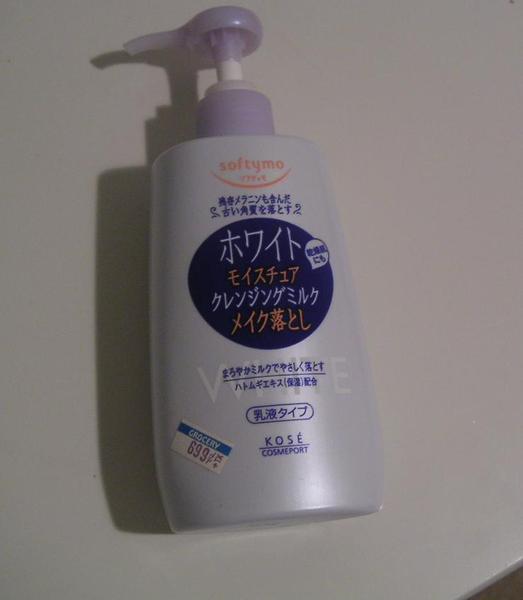 softymo
ソフティモ
残存メラニンも含んだ
古い角質を落とす
ホワイト
乾燥肌
にも
モイスチュア
クレンジングミルク
メイク落とし
WHITE
まろやかミルクでやさしく落とす
ハトムギエキス(保湿)配合
乳液タイプ
KOSÉ
COSMEPORT
GROCERY
699